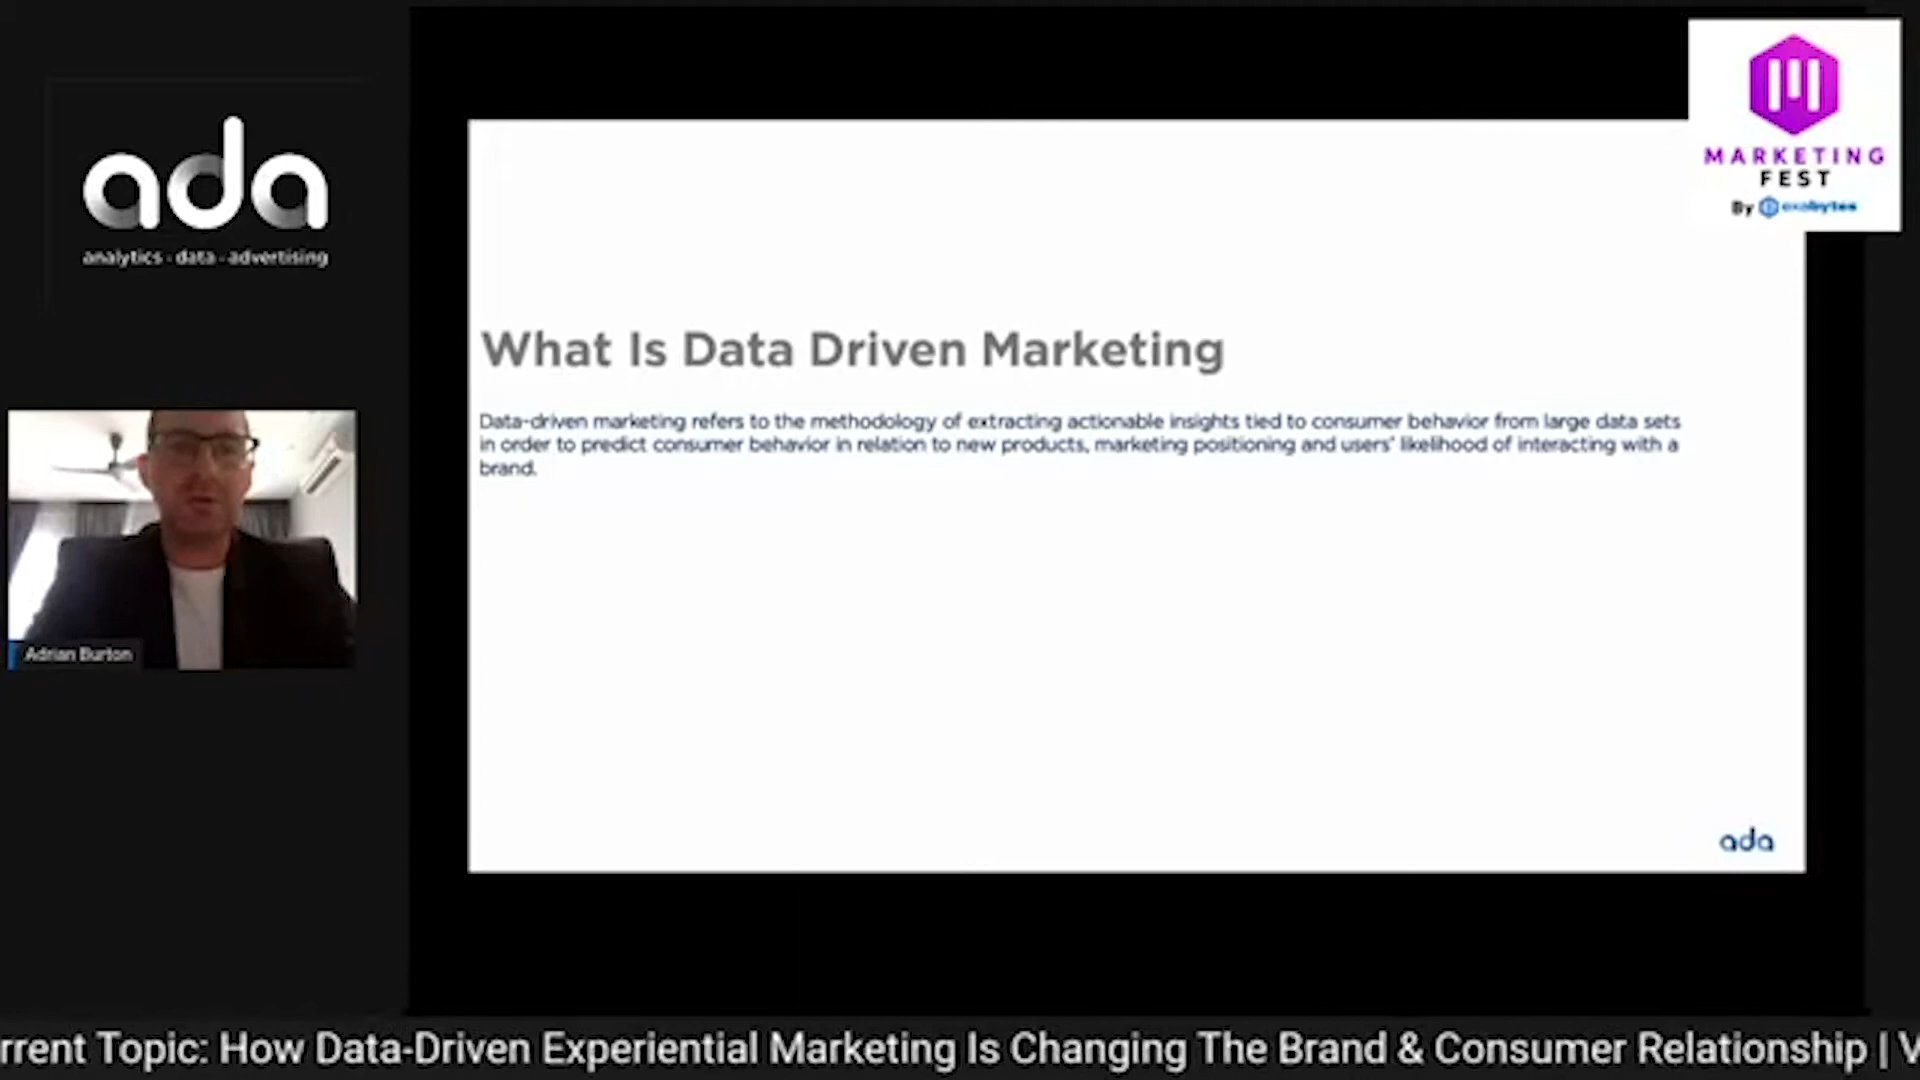 ada
analytics · data · advertising
MARKETING
FEST
By exabytes
What Is Data Driven Marketing
Data-driven marketing refers to the methodology of extracting actionable insights tied to consumer behavior from large data sets
in order to predict consumer behavior in relation to new products, marketing positioning and users' likelihood of interacting with a
brand.
Adrian Burton
ada
rrent Topic: How Data-Driven Experiential Marketing Is Changing The Brand & Consumer Relationship | V